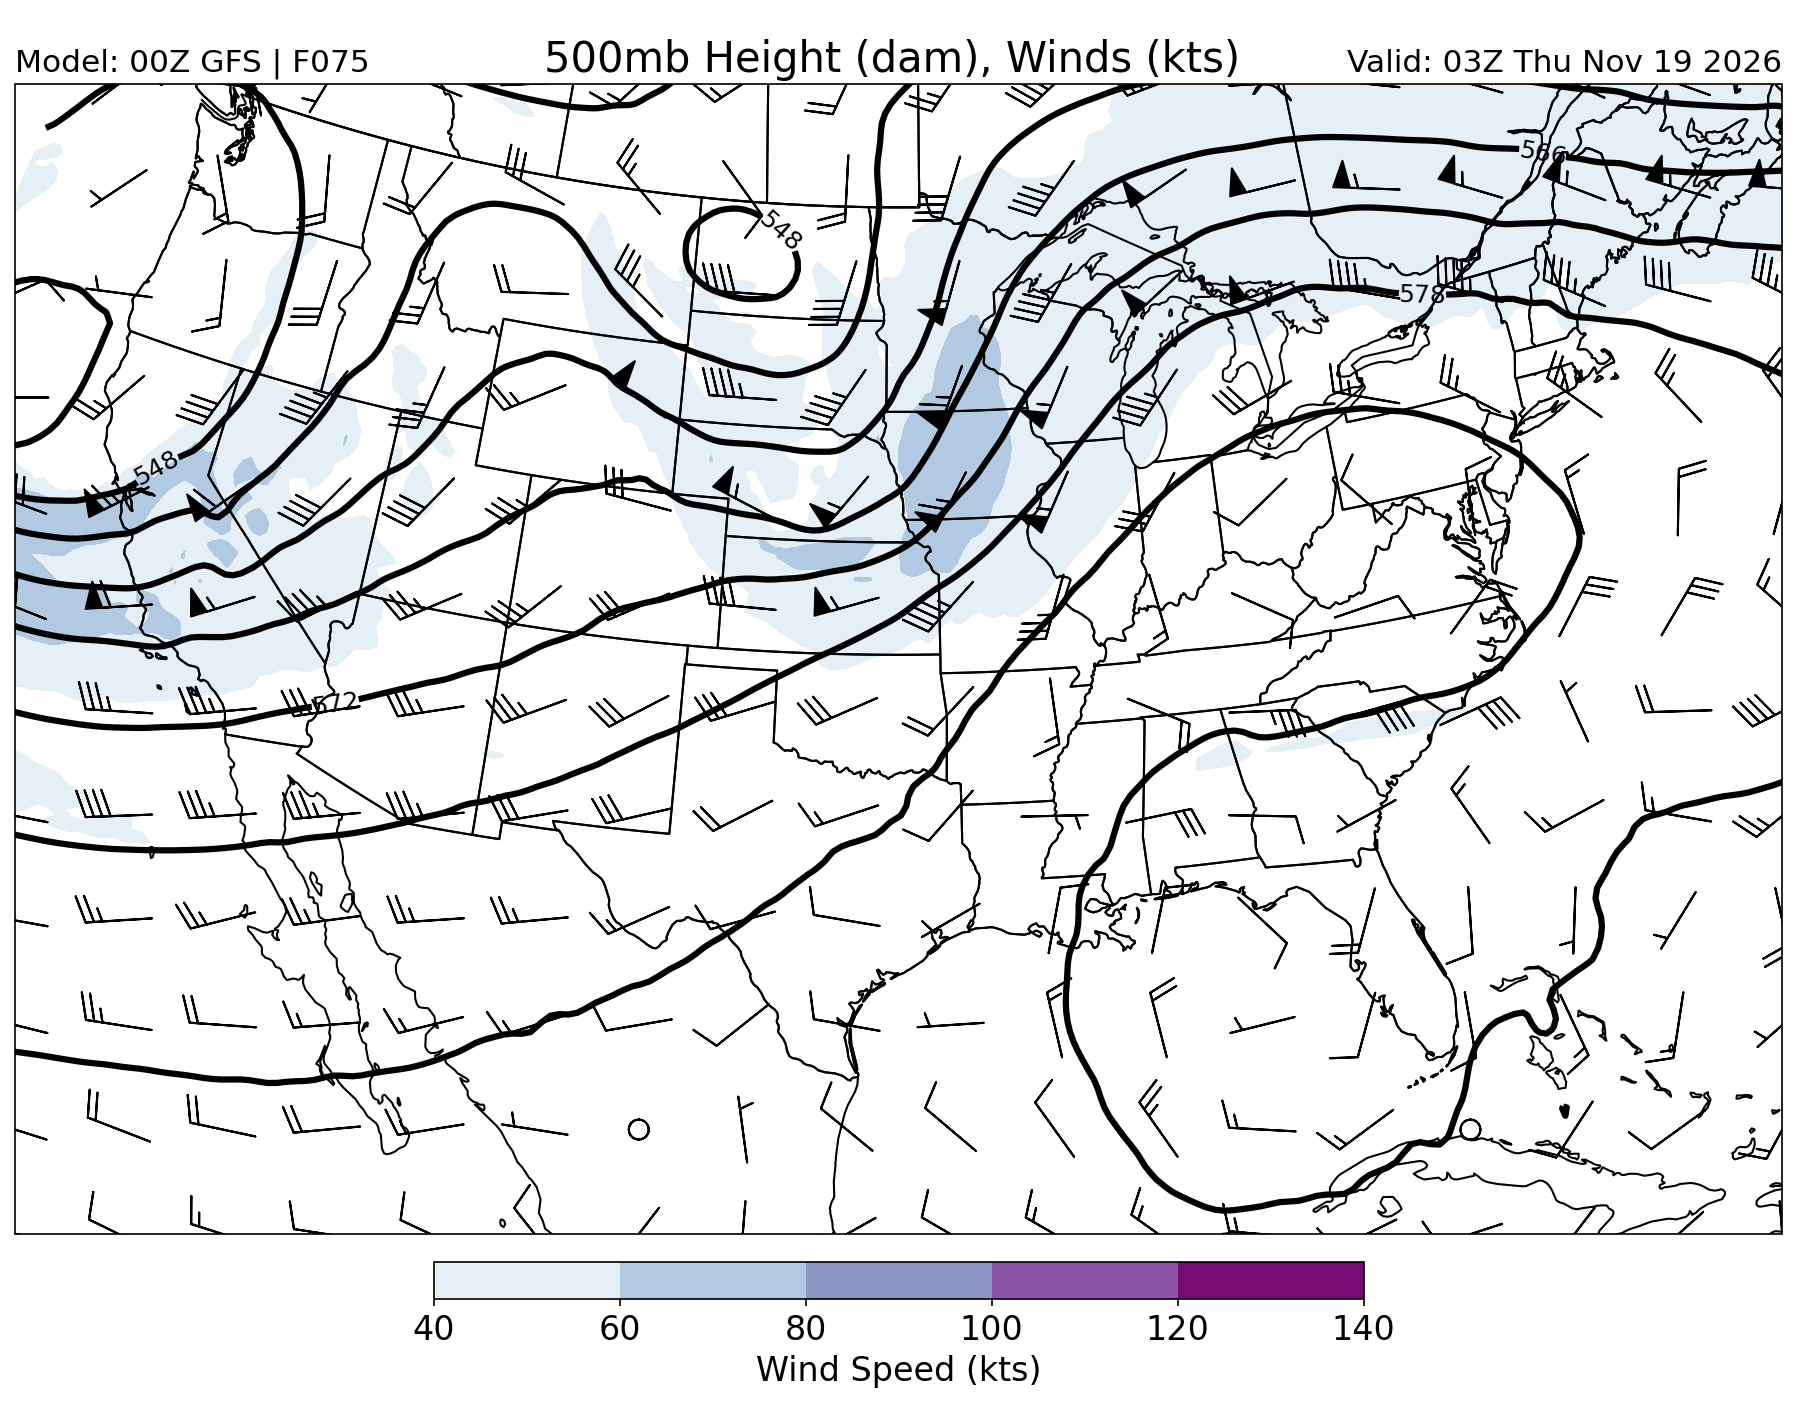 Model: 00Z GFS | F075
500mb Height (dam), Winds (kts)
Valid: 03Z Thu Nov 19 2026
566
548
578
548
572
40 60 80 100 120 140
Wind Speed (kts)